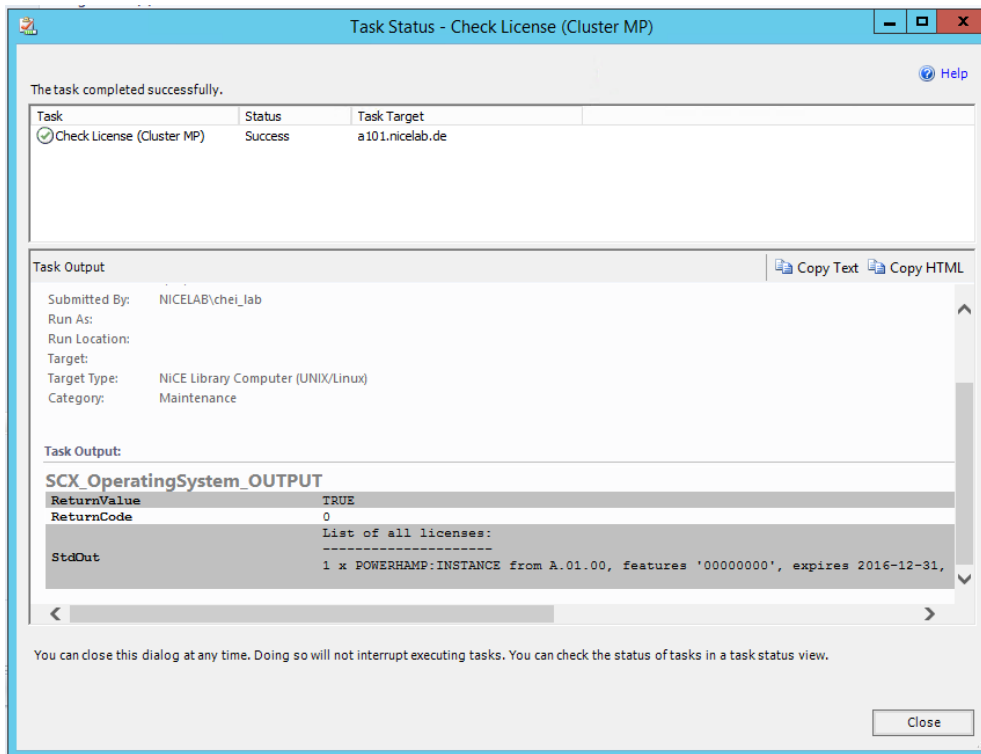 Task Status - Check License (Cluster MP)
Help
The task completed successfully.
Task Status Task Target
Check License (Cluster MP) Success a101.nicelab.de
Task Output Copy Text Copy HTML
Submitted By: NICELAB\chei_lab
Run As:
Run Location:
Target:
Target Type: NiCE Library Computer (UNIX/Linux)
Category: Maintenance
Task Output:
SCX_OperatingSystem_OUTPUT
ReturnValue TRUE
ReturnCode 0
List of all licenses:
---------------------
StdOut
1 x POWERHAMP:INSTANCE from A.01.00, features '00000000', expires 2016-12-31,
You can close this dialog at any time. Doing so will not interrupt executing tasks. You can check the status of tasks in a task status view.
Close